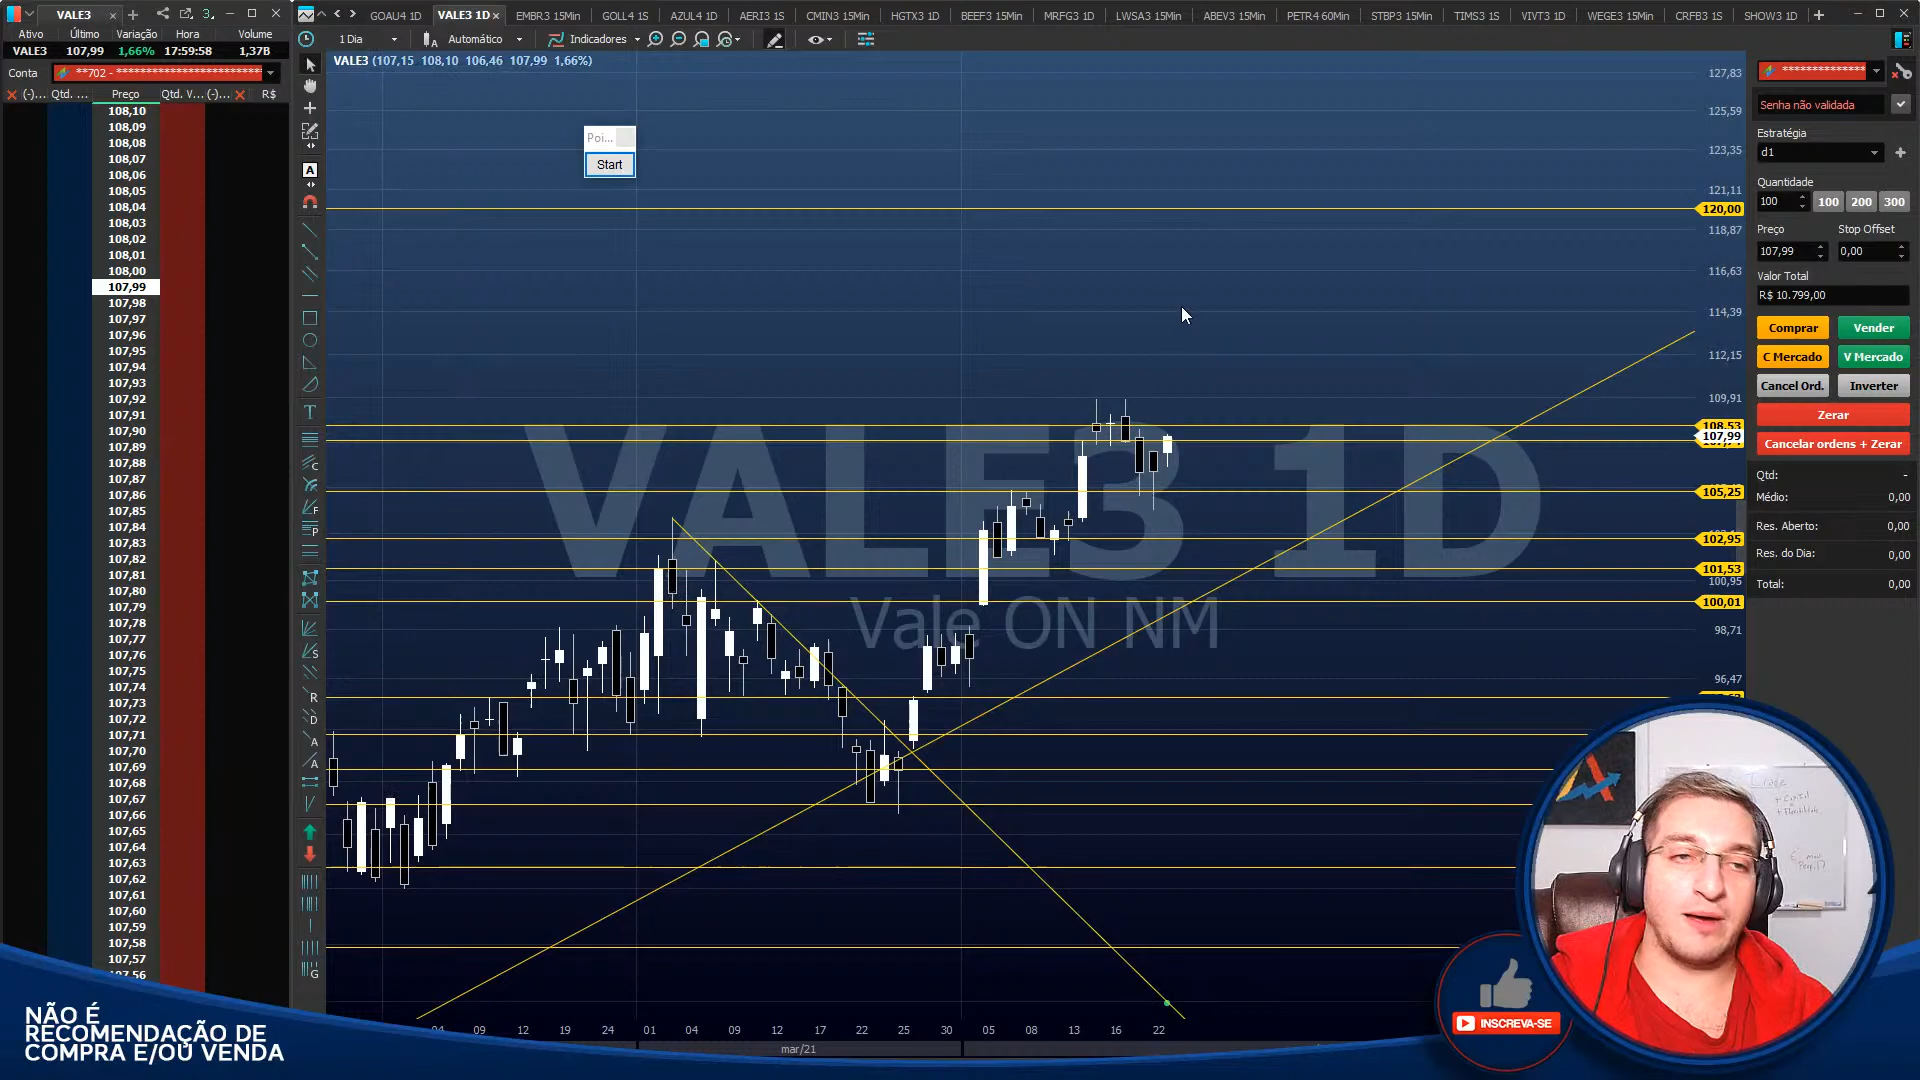 VALE3
Ativo Último Variação Hora Volume
VALE3 107,99 1,66% 17:59:58 1,37B
Conta **702 - **************************
(-)... Qtd. ... Preço Qtd. V... (-)... R$
108,10
108,09
108,08
108,07
108,06
108,05
108,04
108,03
108,02
108,01
108,00
107,99
107,98
107,97
107,96
107,95
107,94
107,93
107,92
107,91
107,90
107,89
107,88
107,87
107,86
107,85
107,84
107,83
107,82
107,81
107,80
107,79
107,78
107,77
107,76
107,75
107,74
107,73
107,72
107,71
107,70
107,69
107,68
107,67
107,66
107,65
107,64
107,63
107,62
107,61
107,60
107,59
107,58
107,57
107,56
GOAU4 1D VALE3 1D EMBR3 15Min GOLL4 1S AZUL4 1D AERI3 1S CMIN3 15Min HGTX3 1D BEEF3 15Min MRFG3 1D LWSA3 15Min ABEV3 15Min PETR4 60Min STBP3 15Min TIMS3 1S VIVT3 1D WEGE3 15Min CRFB3 1S SHOW3 1D
1 Dia Automático Indicadores
VALE3 (107,15 108,10 106,46 107,99 1,66%)
Poi...
Start
VALE3 1D
Vale ON NM
127,83
125,59
123,35
121,11
120,00
118,87
116,63
114,39
112,15
109,91
108,53
107,99
105,25
102,95
101,53
100,95
100,01
98,71
96,47
04 09 12 19 24 01 04 09 12 17 22 25 30 05 08 13 16 22
mar/21
***************
Senha não validada
Estratégia
d1
Quantidade
100 100 200 300
Preço Stop Offset
107,99 0,00
Valor Total
R$ 10.799,00
Comprar Vender
C Mercado V Mercado
Cancel Ord. Inverter
Zerar
Cancelar ordens + Zerar
Qtd: -
Médio: 0,00
Res. Aberto: 0,00
Res. do Dia: 0,00
Total: 0,00
NÃO É
RECOMENDAÇÃO DE
COMPRA E/OU VENDA
INSCREVA-SE